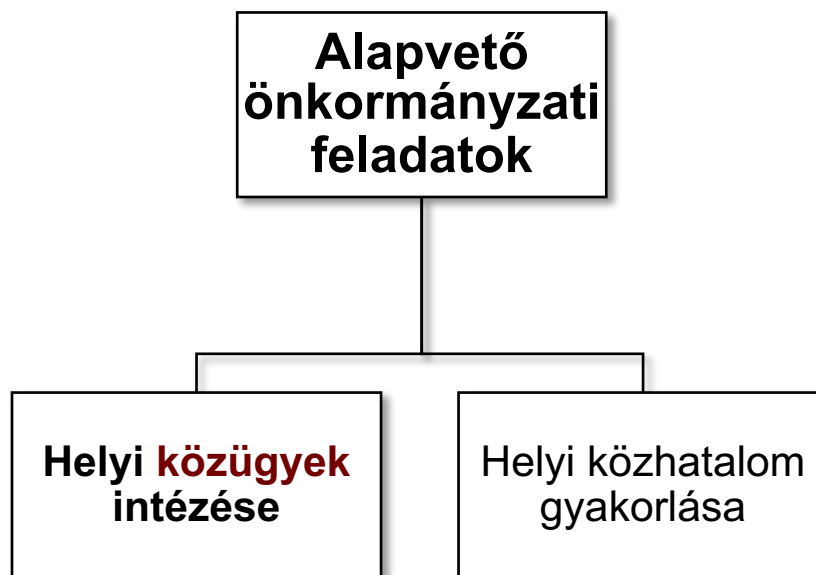 Alapvető
önkormányzati
feladatok
Helyi közügyek
intézése
Helyi közhatalom
gyakorlása